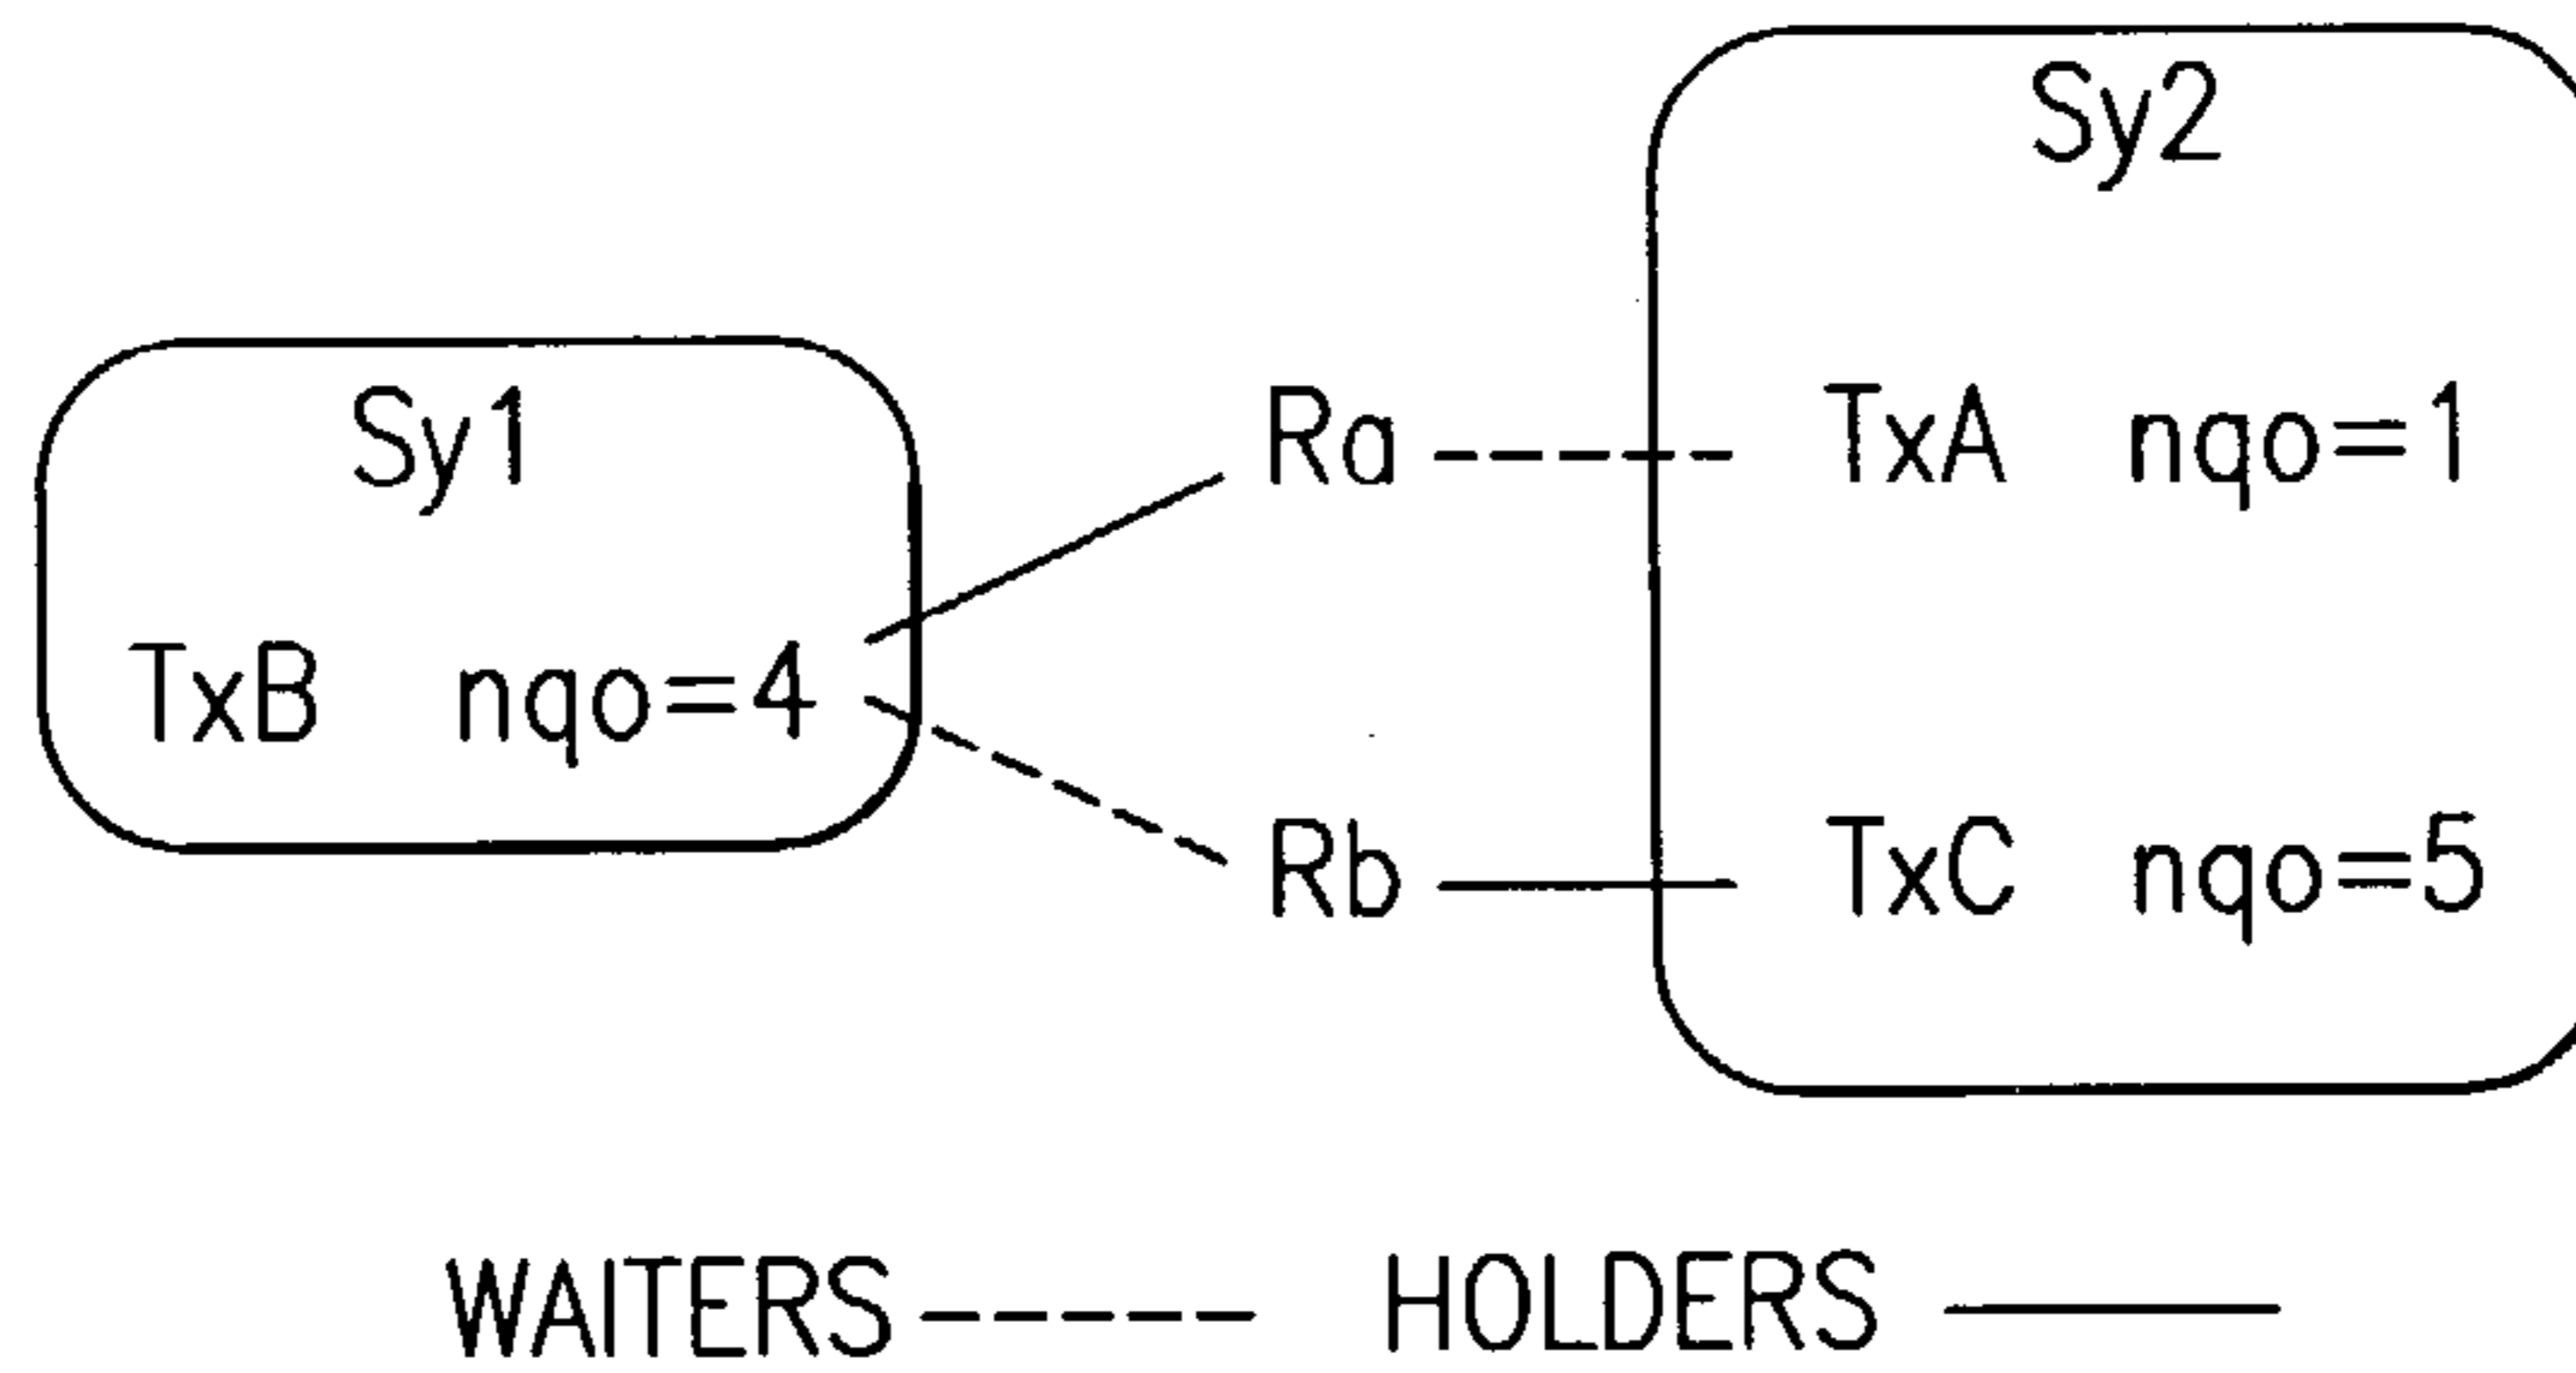 Sy2
Sy1
Ra
TxA nqo=1
TxB nqo=4
Rb
TxC nqo=5
WAITERS HOLDERS